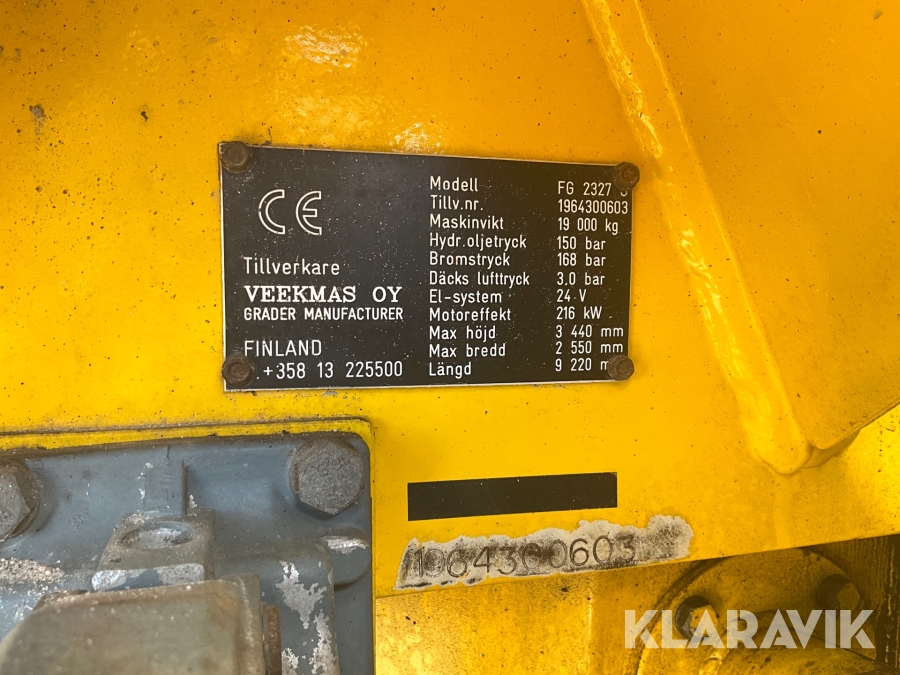 CE
Tillverkare
VEEKMAS OY
GRADER MANUFACTURER
FINLAND
.+358 13 225500
Modell FG 2327
Tillv.nr. 1964300603
Maskinvikt 19 000 kg
Hydr.oljetryck 150 bar
Bromstryck 168 bar
Däcks lufttryck 3,0 bar
El-system 24 V
Motoreffekt 216 kW
Max höjd 3 440 mm
Max bredd 2 550 mm
Längd 9 220
1964300603
KLARAVIK